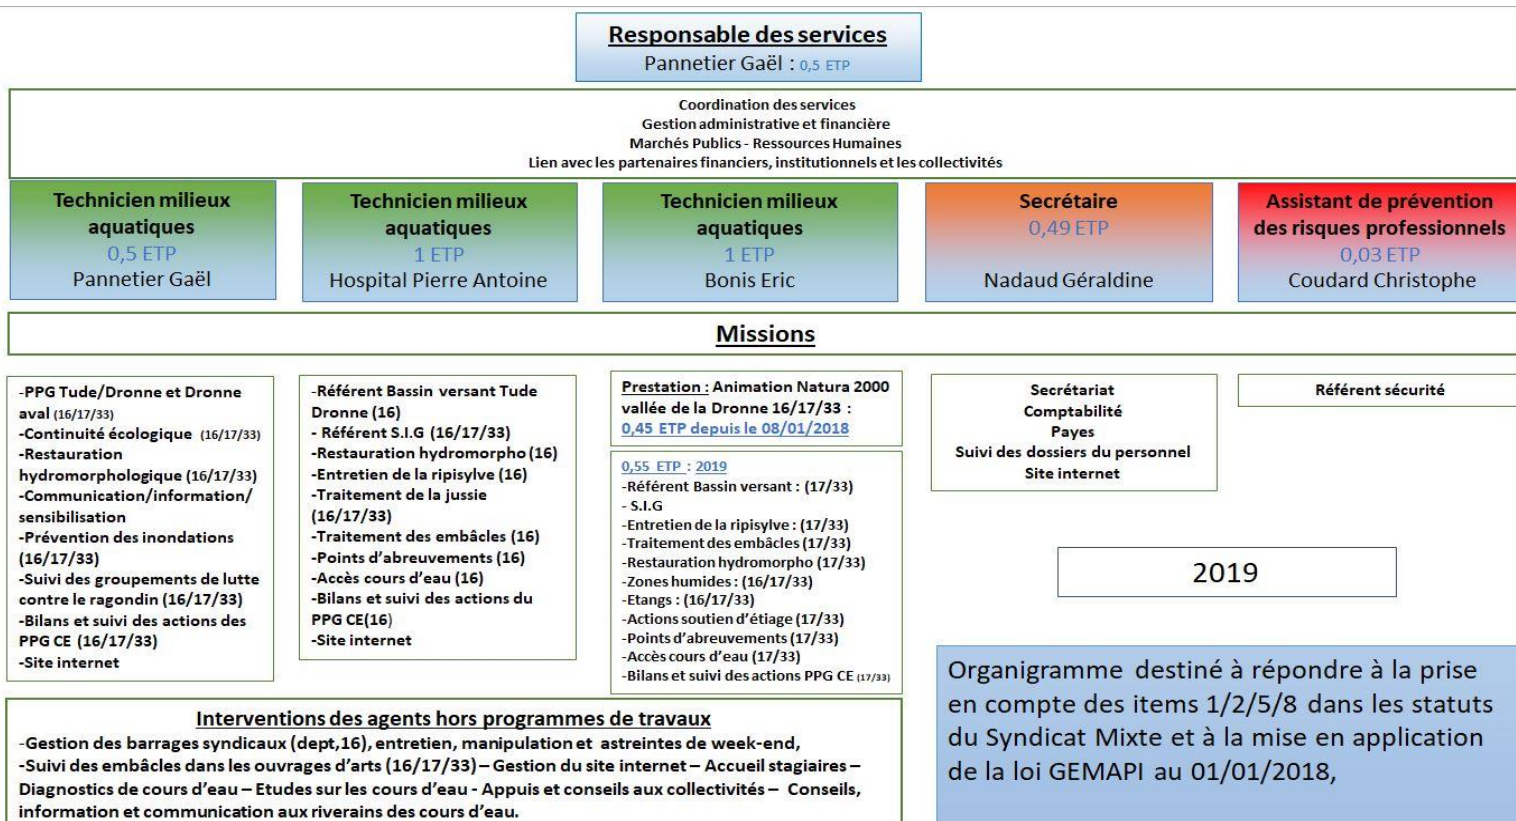 Responsable des services
Pannetier Gaël : 0,5 ETP
Coordination des services
Gestion administrative et financière
Marchés Publics - Ressources Humaines
Lien avec les partenaires financiers, institutionnels et les collectivités
Technicien milieux
aquatiques
0,5 ETP
Pannetier Gaël
Technicien milieux
aquatiques
1 ETP
Hospital Pierre Antoine
Technicien milieux
aquatiques
1 ETP
Bonis Eric
Secrétaire
0,49 ETP
Nadaud Géraldine
Assistant de prévention
des risques professionnels
0,03 ETP
Coudard Christophe
Missions
-PPG Tude/Dronne et Dronne
aval (16/17/33)
-Continuité écologique (16/17/33)
-Restauration
hydromorphologique (16/17/33)
-Communication/information/
sensibilisation
-Prévention des inondations
(16/17/33)
-Suivi des groupements de lutte
contre le ragondin (16/17/33)
-Bilans et suivi des actions des
PPG CE (16/17/33)
-Site internet
-Référent Bassin versant Tude
Dronne (16)
- Référent S.I.G (16/17/33)
-Restauration hydromorpho (16)
-Entretien de la ripisylve (16)
-Traitement de la jussie
(16/17/33)
-Traitement des embâcles (16)
-Points d'abreuvements (16)
-Accès cours d'eau (16)
-Bilans et suivi des actions du
PPG CE(16)
-Site internet
Prestation : Animation Natura 2000
vallée de la Dronne 16/17/33 :
0,45 ETP depuis le 08/01/2018
0,55 ETP : 2019
-Référent Bassin versant : (17/33)
- S.I.G
-Entretien de la ripisylve : (17/33)
-Traitement des embâcles (17/33)
-Restauration hydromorpho (17/33)
-Zones humides : (16/17/33)
-Etangs : (16/17/33)
-Actions soutien d'étiage (17/33)
-Points d'abreuvements (17/33)
-Accès cours d'eau (17/33)
-Bilans et suivi des actions PPG CE (17/33)
Secrétariat
Comptabilité
Payes
Suivi des dossiers du personnel
Site internet
Référent sécurité
2019
Interventions des agents hors programmes de travaux
-Gestion des barrages syndicaux (dept,16), entretien, manipulation et astreintes de week-end,
-Suivi des embâcles dans les ouvrages d'arts (16/17/33) – Gestion du site internet – Accueil stagiaires –
Diagnostics de cours d'eau – Etudes sur les cours d'eau - Appuis et conseils aux collectivités – Conseils,
information et communication aux riverains des cours d'eau.
Organigramme destiné à répondre à la prise
en compte des items 1/2/5/8 dans les statuts
du Syndicat Mixte et à la mise en application
de la loi GEMAPI au 01/01/2018,